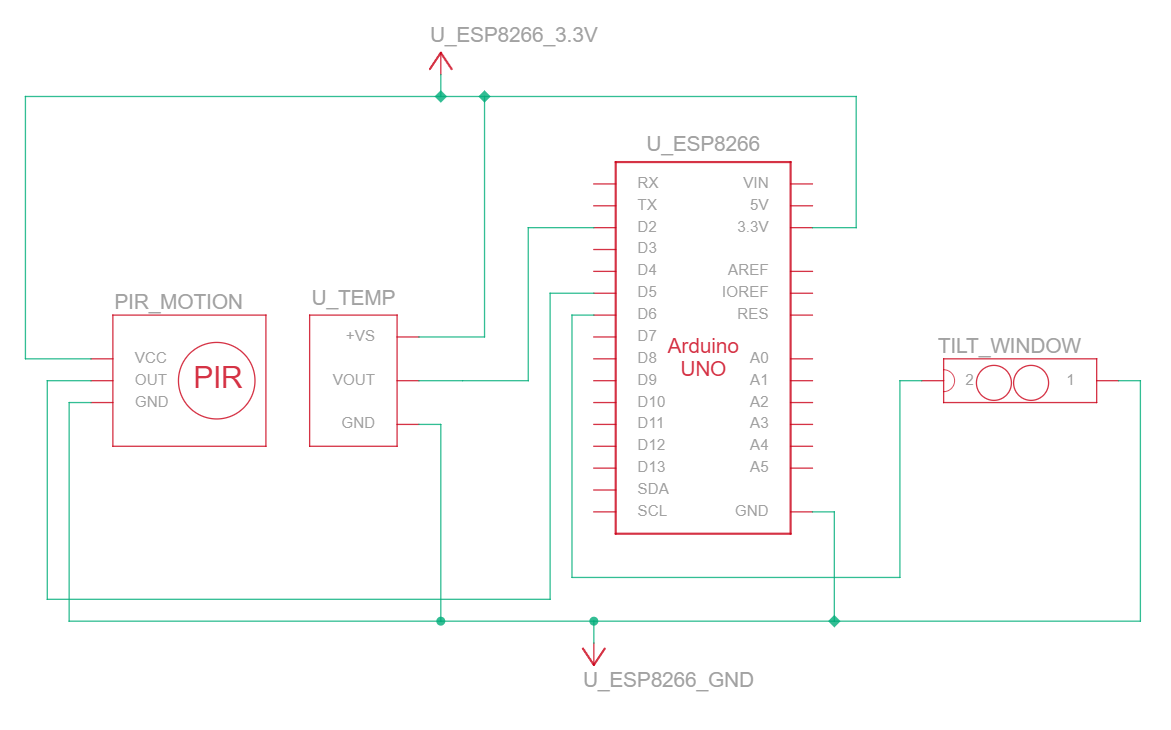 U_ESP8266_3.3V
U_ESP8266
RX VIN
TX 5V
D2 3.3V
D3
D4 AREF
D5 IOREF
D6 RES
D7
D8 A0
D9 A1
D10 A2
D11 A3
D12 A4
D13 A5
SDA
SCL GND
Arduino
UNO
PIR_MOTION
VCC
OUT
GND
PIR
U_TEMP
+VS
VOUT
GND
TILT_WINDOW
2 1
U_ESP8266_GND